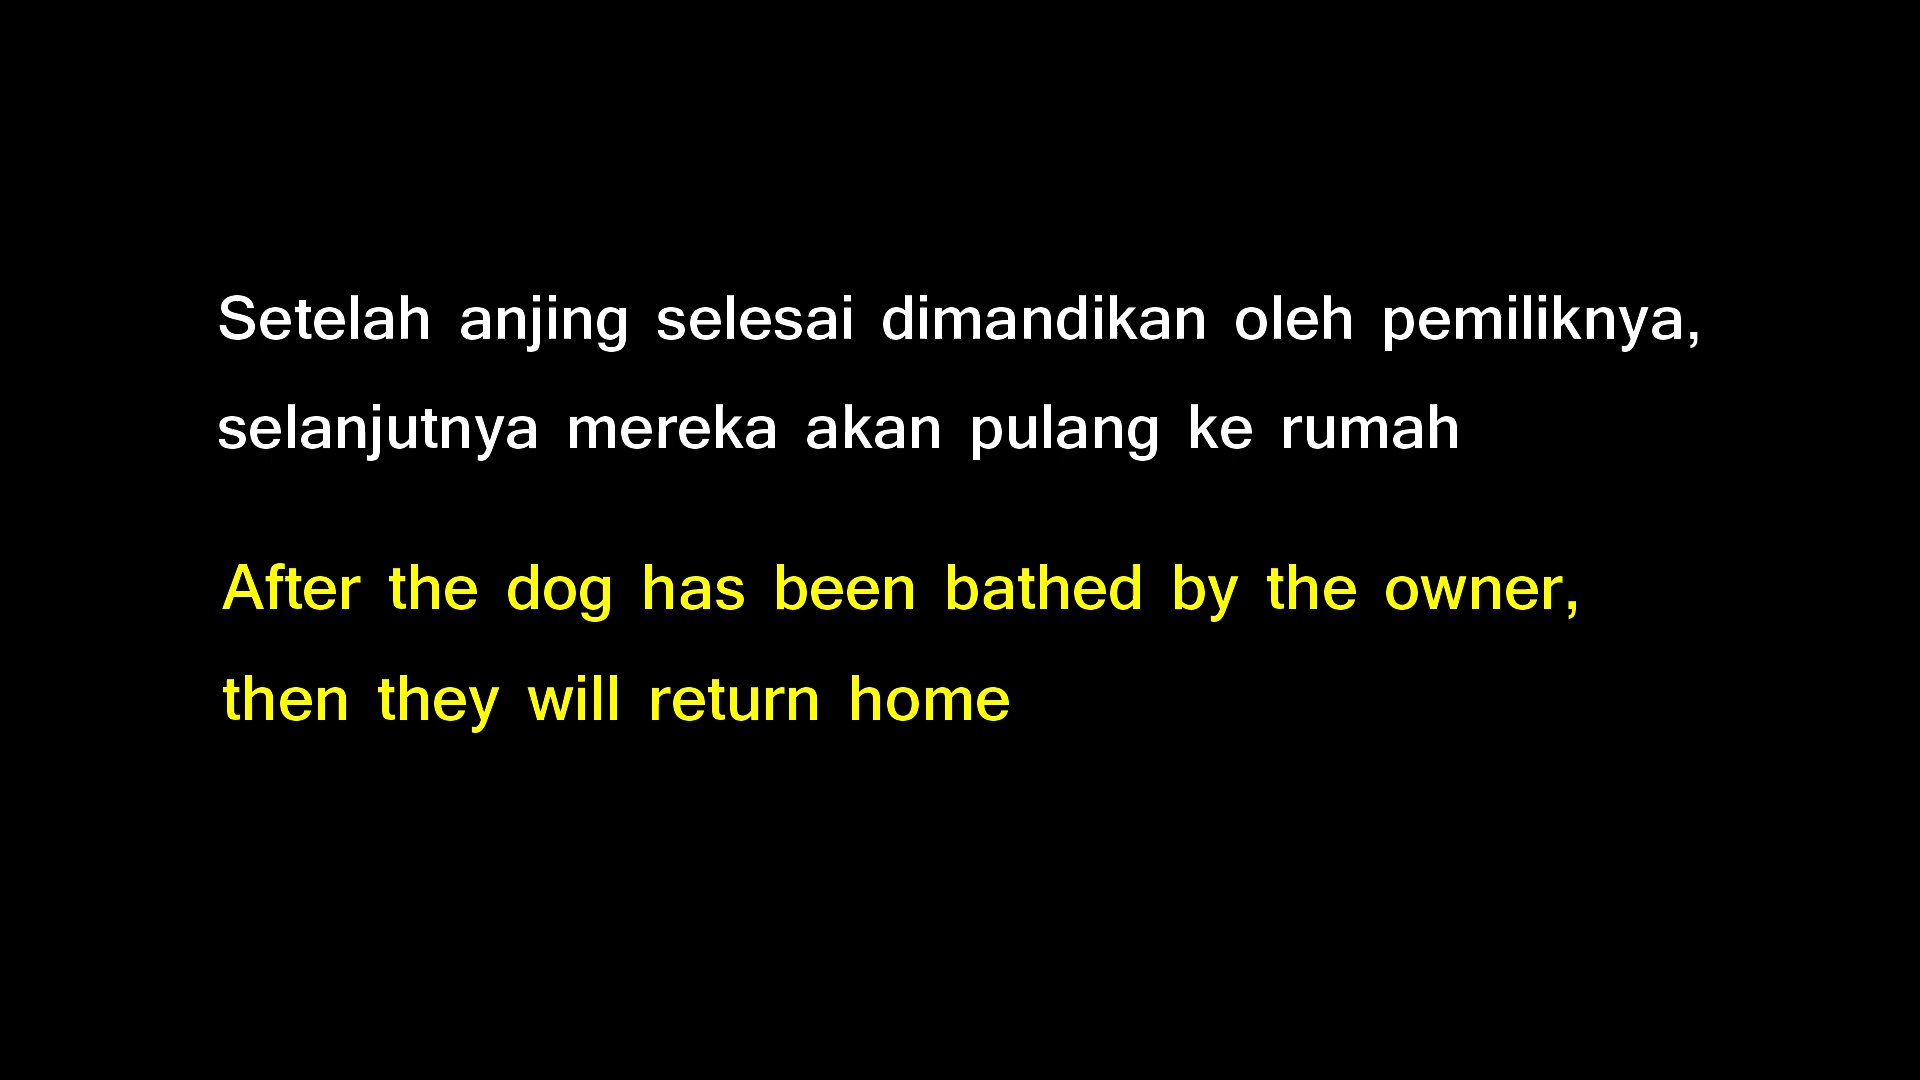 Setelah anjing selesai dimandikan oleh pemiliknya,
selanjutnya mereka akan pulang ke rumah
After the dog has been bathed by the owner,
then they will return home